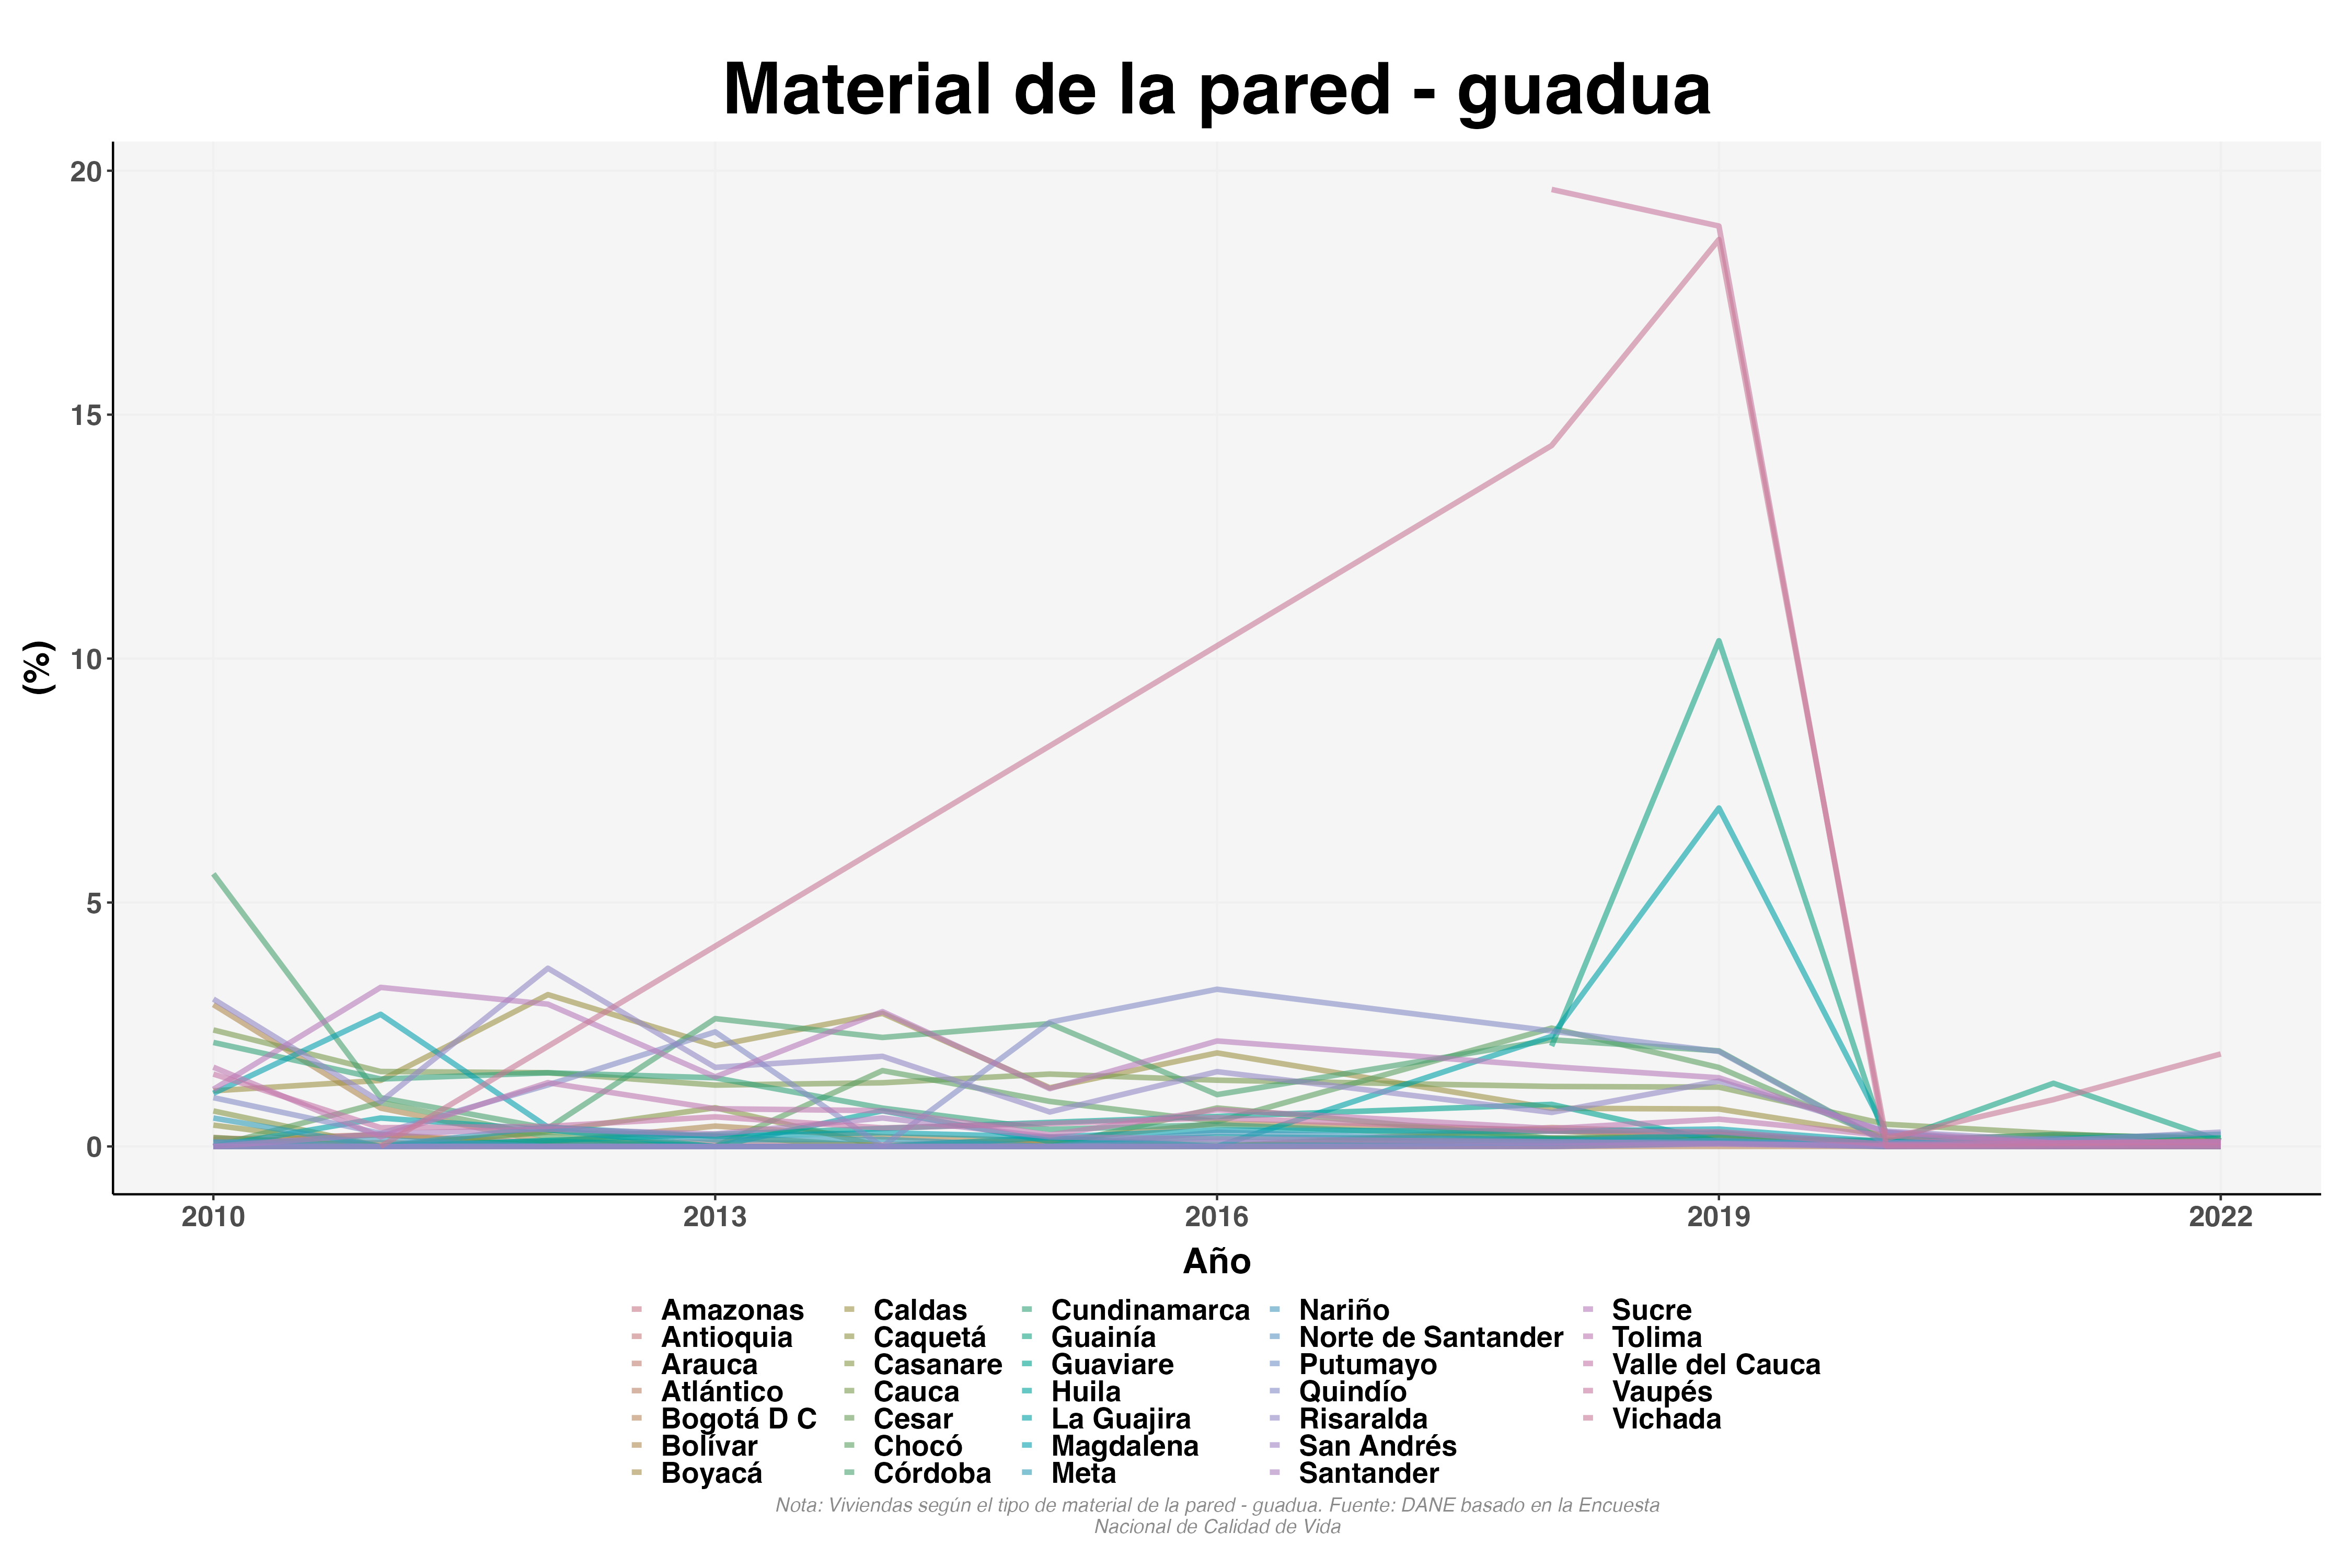 Material de la pared - guadua
20
15
10
5
0
(%)
2010 2013 2016 2019 2022
Año
Amazonas Caldas Cundinamarca Nariño Sucre
Antioquia Caquetá Guainía Norte de Santander Tolima
Arauca Casanare Guaviare Putumayo Valle del Cauca
Atlántico Cauca Huila Quindío Vaupés
Bogotá D C Cesar La Guajira Risaralda Vichada
Bolívar Chocó Magdalena San Andrés
Boyacá Córdoba Meta Santander
Nota: Viviendas según el tipo de material de la pared - guadua. Fuente: DANE basado en la Encuesta
Nacional de Calidad de Vida